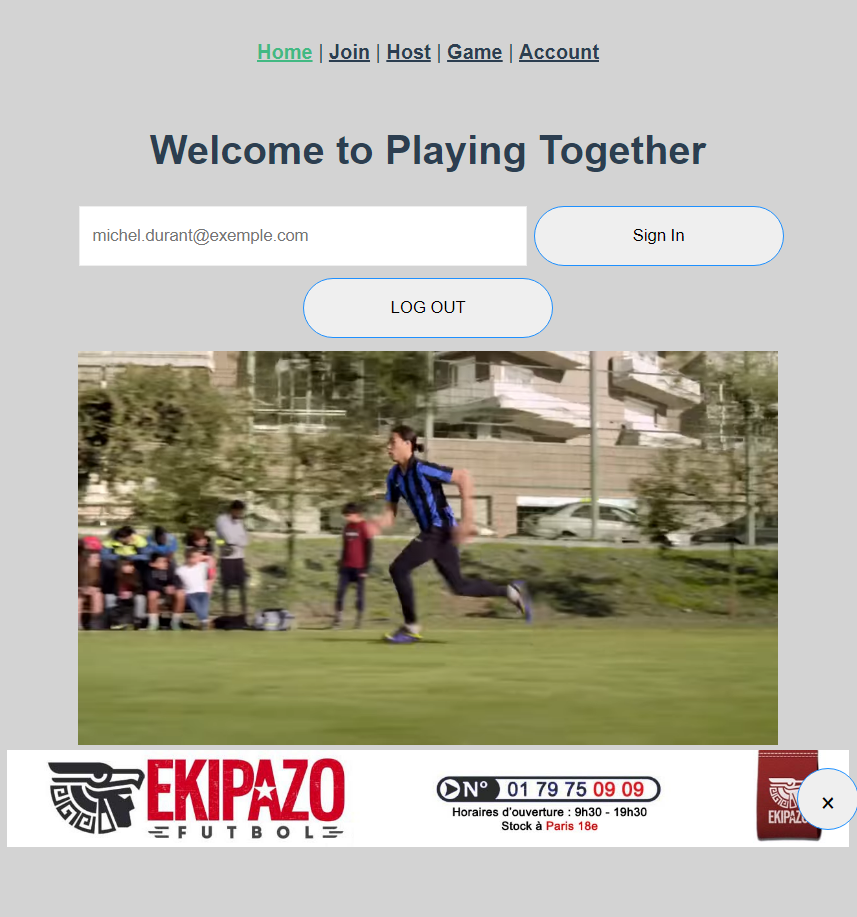 Home | Join | Host | Game | Account
Welcome to Playing Together
michel.durant@exemple.com
Sign In
LOG OUT
EKIPAZO
FUTBOL
N° 01 79 75 09 09
Horaires d'ouverture : 9h30 - 19h30
Stock à Paris 18e
EKIPAZO
×